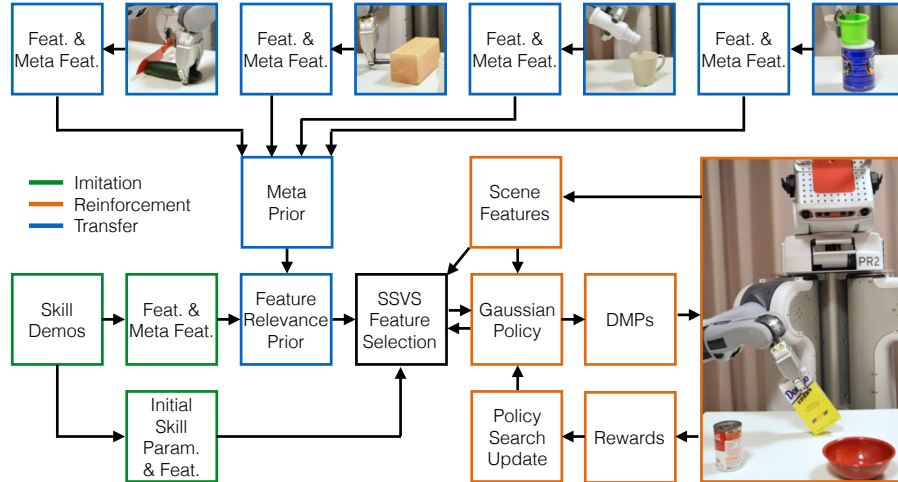 Feat. &
Meta Feat.
Feat. &
Meta Feat.
Feat. &
Meta Feat.
Feat. &
Meta Feat.
Imitation
Reinforcement
Transfer
Meta
Prior
Scene
Features
PR2
Skill
Demos
Feat. &
Meta Feat.
Feature
Relevance
Prior
SSVS
Feature
Selection
Gaussian
Policy
DMPs
Initial
Skill
Param.
& Feat.
Policy
Search
Update
Rewards